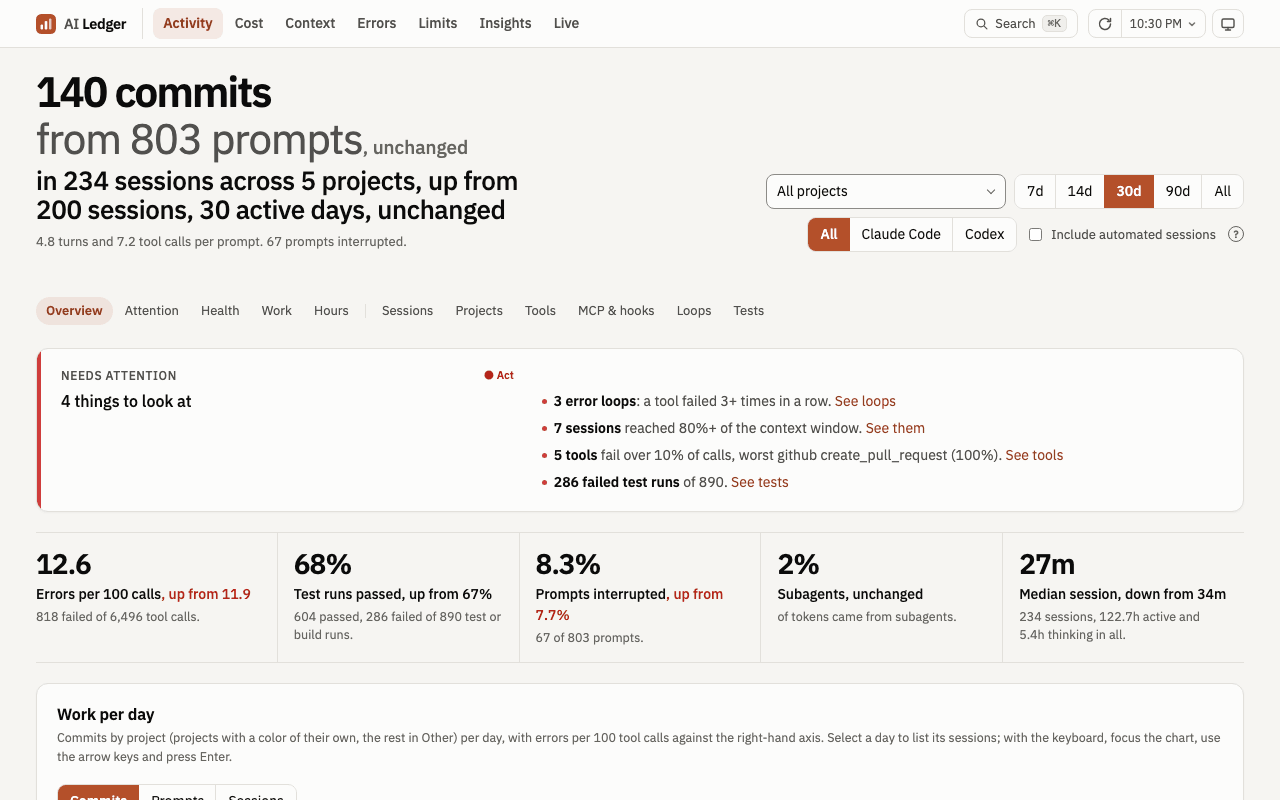 AI Ledger
Activity
Cost
Context
Errors
Limits
Insights
Live
Search ⌘K
10:30 PM
140 commits
from 803 prompts, unchanged
in 234 sessions across 5 projects, up from
200 sessions, 30 active days, unchanged
4.8 turns and 7.2 tool calls per prompt. 67 prompts interrupted.
All projects
7d
14d
30d
90d
All
All
Claude Code
Codex
Include automated sessions
?
Overview
Attention
Health
Work
Hours
Sessions
Projects
Tools
MCP & hooks
Loops
Tests
NEEDS ATTENTION
Act
4 things to look at
3 error loops: a tool failed 3+ times in a row. See loops
7 sessions reached 80%+ of the context window. See them
5 tools fail over 10% of calls, worst github create_pull_request (100%). See tools
286 failed test runs of 890. See tests
12.6
Errors per 100 calls, up from 11.9
818 failed of 6,496 tool calls.
68%
Test runs passed, up from 67%
604 passed, 286 failed of 890 test or
build runs.
8.3%
Prompts interrupted, up from
7.7%
67 of 803 prompts.
2%
Subagents, unchanged
of tokens came from subagents.
27m
Median session, down from 34m
234 sessions, 122.7h active and
5.4h thinking in all.
Work per day
Commits by project (projects with a color of their own, the rest in Other) per day, with errors per 100 tool calls against the right-hand axis. Select a day to list its sessions; with the keyboard, focus the chart, use
the arrow keys and press Enter.
Commits
Prompts
Sessions